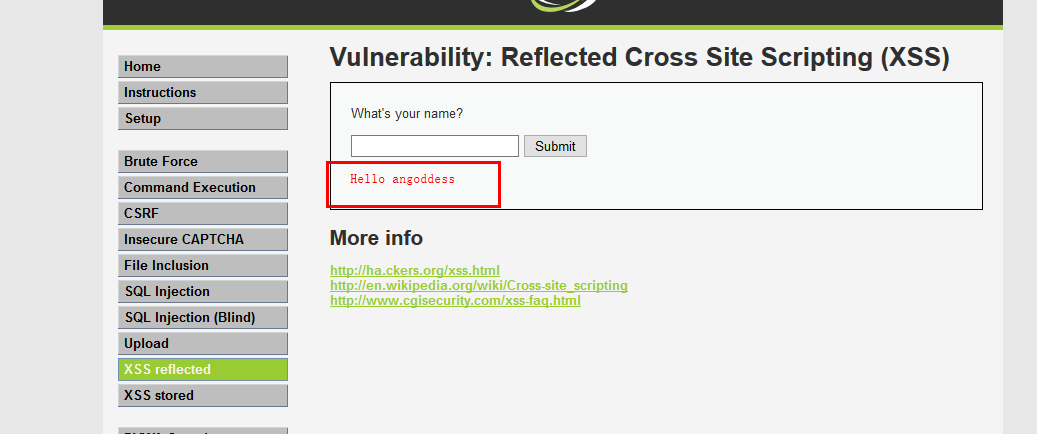 Vulnerability: Reflected Cross Site Scripting (XSS)
Home
Instructions
Setup
Brute Force
Command Execution
CSRF
Insecure CAPTCHA
File Inclusion
SQL Injection
SQL Injection (Blind)
Upload
XSS reflected
XSS stored
What's your name?
Submit
Hello angoddess
More info
http://ha.ckers.org/xss.html
http://en.wikipedia.org/wiki/Cross-site_scripting
http://www.cgisecurity.com/xss-faq.html